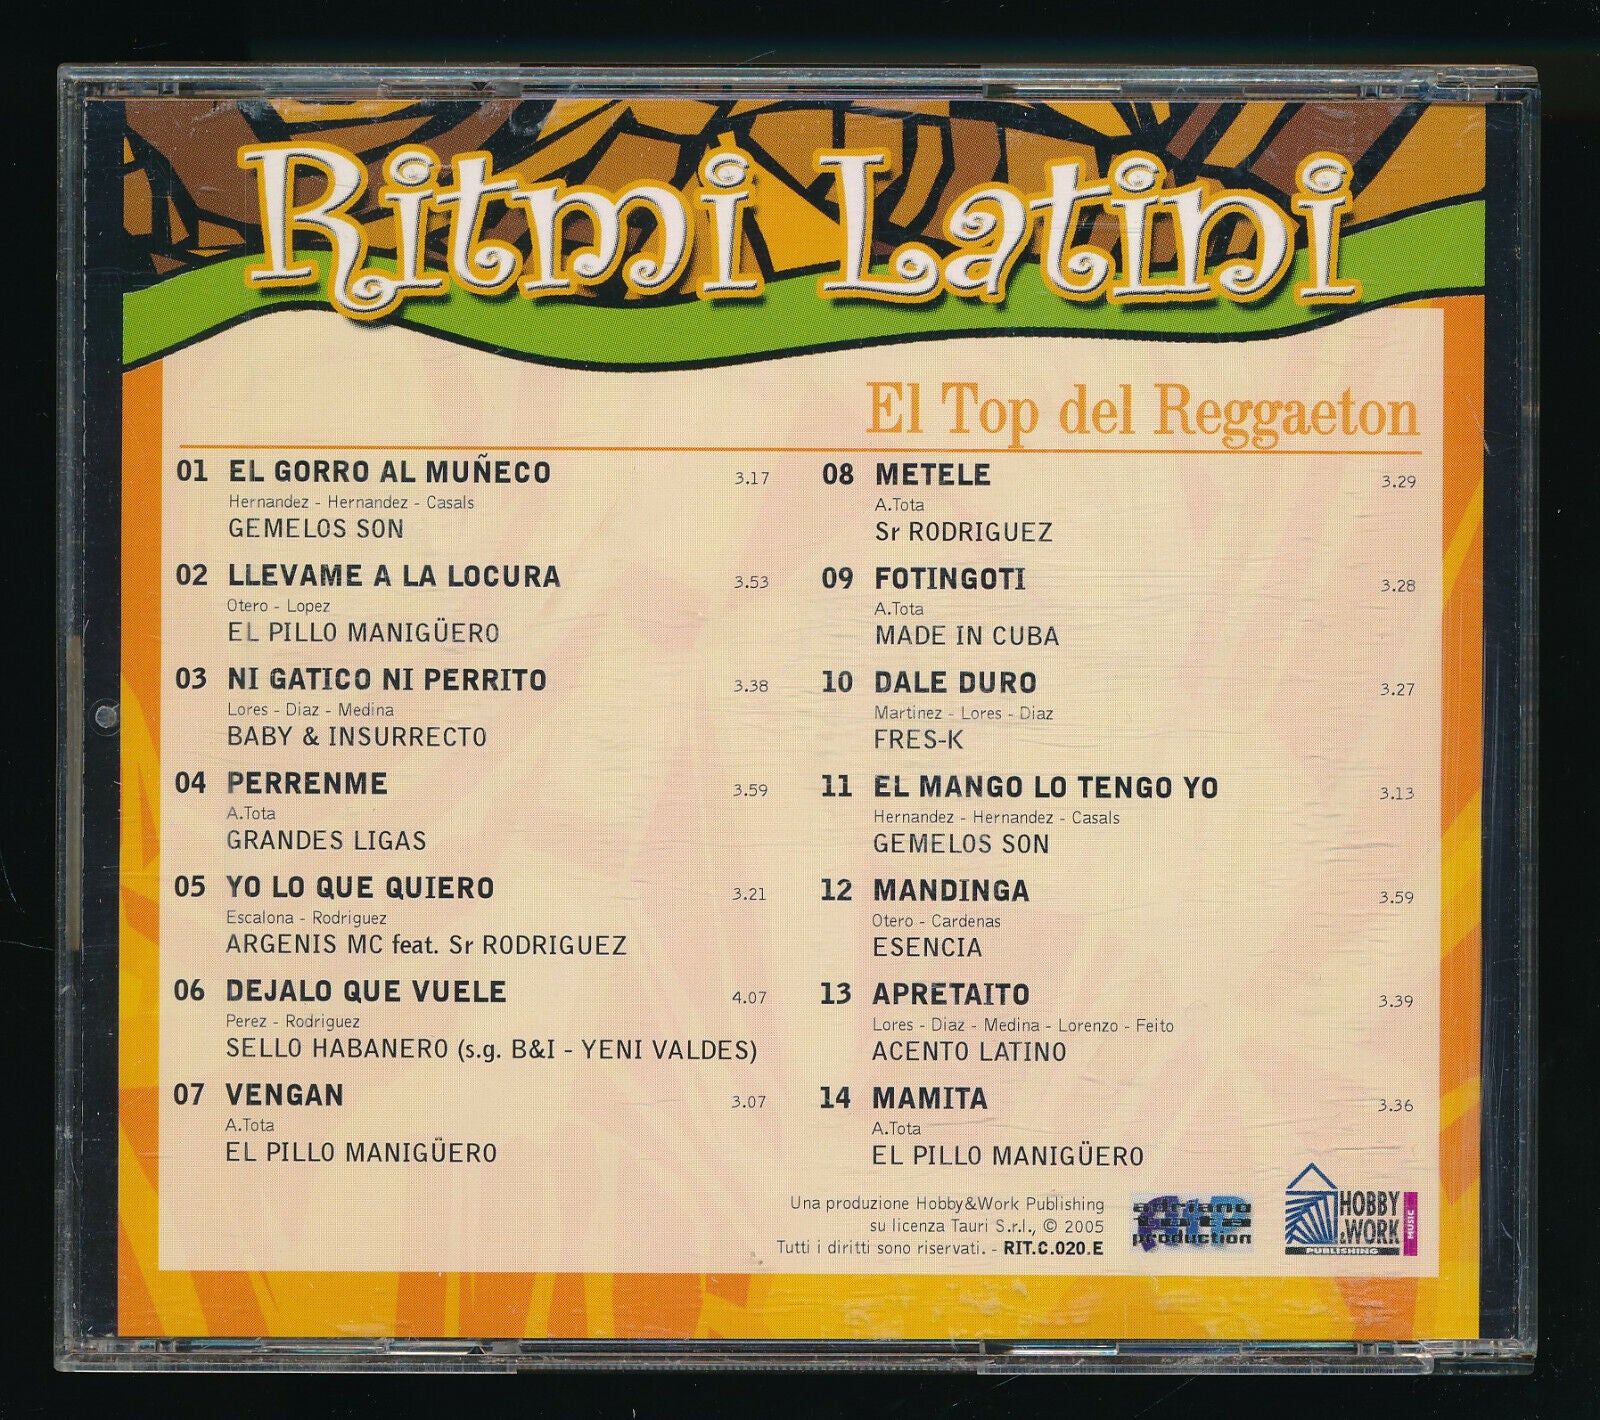 Ritmi Latini
El Top del Reggaeton
01 EL GORRO AL MUÑECO 3.17
Hernandez - Hernandez - Casals
GEMELOS SON
02 LLEVAME A LA LOCURA 3.53
Otero - Lopez
EL PILLO MANIGÜERO
03 NI GATICO NI PERRITO 3.38
Lores - Diaz - Medina
BABY & INSURRECTO
04 PERRENME 3.59
A.Tota
GRANDES LIGAS
05 YO LO QUE QUIERO 3.21
Escalona - Rodriguez
ARGENIS MC feat. Sr RODRIGUEZ
06 DEJALO QUE VUELE 4.07
Perez - Rodriguez
SELLO HABANERO (s.g. B&I - YENI VALDES)
07 VENGAN 3.07
A.Tota
EL PILLO MANIGÜERO
08 METELE 3.29
A.Tota
Sr RODRIGUEZ
09 FOTINGOTI 3.28
A.Tota
MADE IN CUBA
10 DALE DURO 3.27
Martinez - Lores - Diaz
FRES-K
11 EL MANGO LO TENGO YO 3.13
Hernandez - Hernandez - Casals
GEMELOS SON
12 MANDINGA 3.59
Otero - Cardenas
ESENCIA
13 APRETAITO 3.39
Lores - Diaz - Medina - Lorenzo - Feito
ACENTO LATINO
14 MAMITA 3.36
A.Tota
EL PILLO MANIGÜERO
Una produzione Hobby&Work Publishing
su licenza Tauri S.r.l., © 2005
Tutti i diritti sono riservati. - RIT.C.020.E
adriano
tota
production
HOBBY
&WORK
PUBLISHING
MUSIC